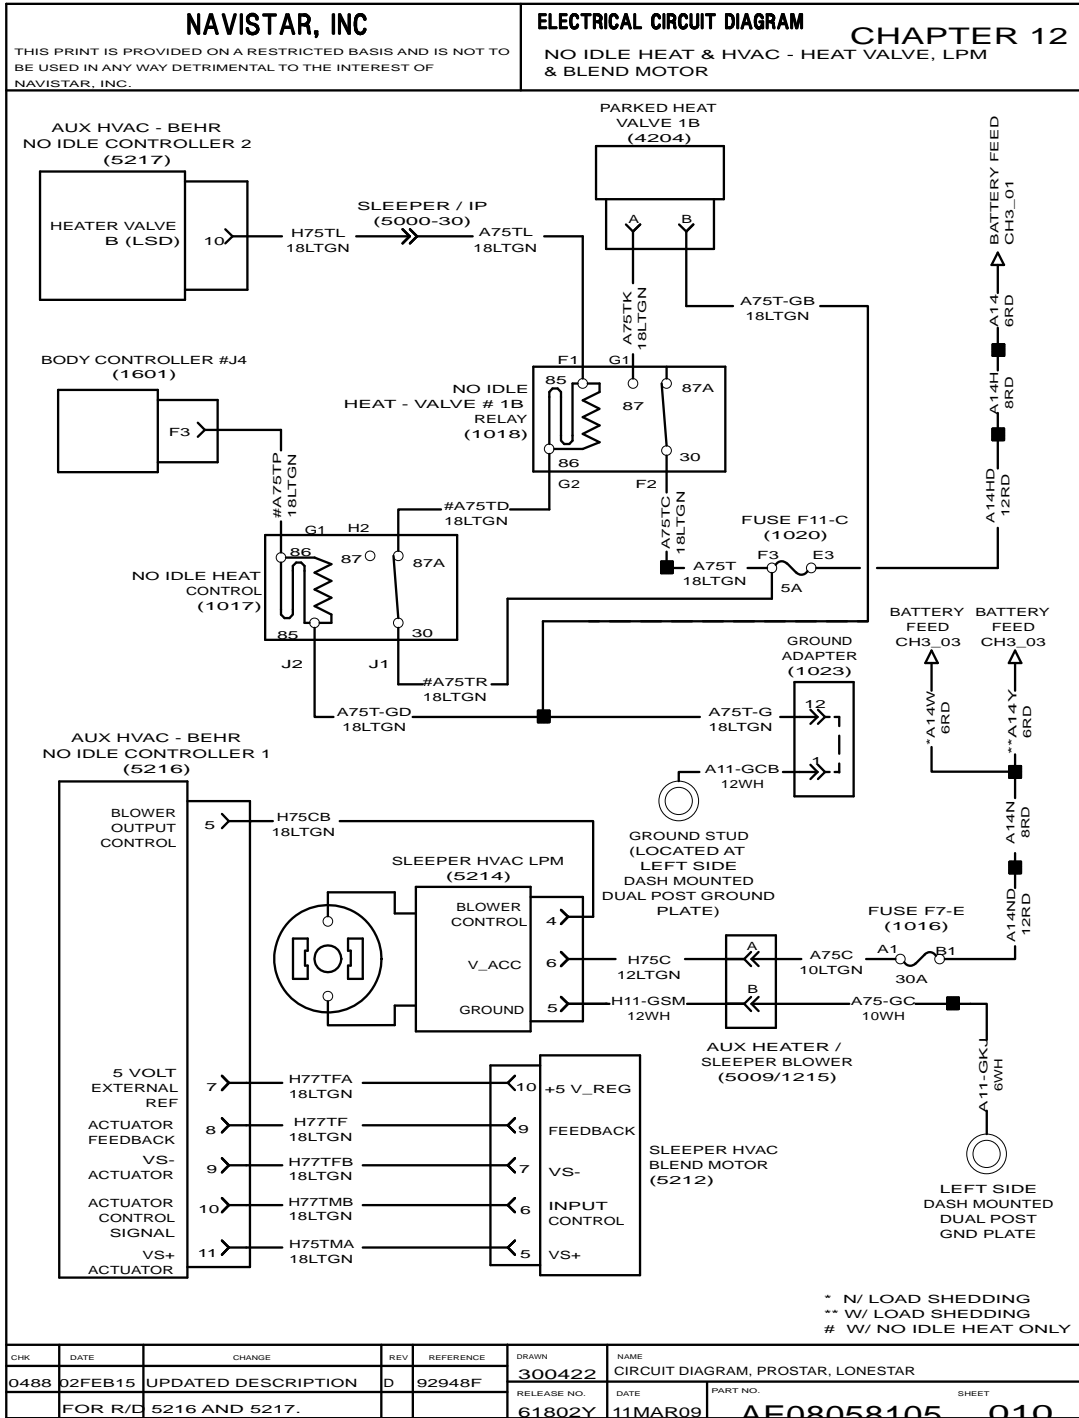 NAVISTAR, INC
THIS PRINT IS PROVIDED ON A RESTRICTED BASIS AND IS NOT TO
BE USED IN ANY WAY DETRIMENTAL TO THE INTEREST OF
NAVISTAR, INC.
ELECTRICAL CIRCUIT DIAGRAM
CHAPTER 12
NO IDLE HEAT & HVAC - HEAT VALVE, LPM
& BLEND MOTOR
AUX HVAC - BEHR
NO IDLE CONTROLLER 2
(5217)
HEATER VALVE
B (LSD)
10
H75TL
18LTGN
SLEEPER / IP
(5000-30)
A75TL
18LTGN
PARKED HEAT
VALVE 1B
(4204)
A
B
A75TK
18LTGN
A75T-GB
18LTGN
BATTERY FEED
CH3_01
A14
6RD
A14H
8RD
A14HD
12RD
BODY CONTROLLER #J4
(1601)
F3
#A75TP
18LTGN
NO IDLE
HEAT - VALVE # 1B
RELAY
(1018)
F1
G1
85
87
87A
86
30
G2
F2
#A75TD
18LTGN
A75TC
18LTGN
A75T
18LTGN
FUSE F11-C
(1020)
F3
E3
5A
NO IDLE HEAT
CONTROL
(1017)
G1
H2
86
87
87A
85
30
J2
J1
#A75TR
18LTGN
A75T-GD
18LTGN
A75T-G
18LTGN
GROUND
ADAPTER
(1023)
12
1
A11-GCB
12WH
GROUND STUD
(LOCATED AT
LEFT SIDE
DASH MOUNTED
DUAL POST GROUND
PLATE)
BATTERY
FEED
CH3_03
BATTERY
FEED
CH3_03
*A14W
6RD
**A14Y
6RD
A14N
8RD
A14ND
12RD
AUX HVAC - BEHR
NO IDLE CONTROLLER 1
(5216)
BLOWER
OUTPUT
CONTROL
5
H75CB
18LTGN
SLEEPER HVAC LPM
(5214)
BLOWER
CONTROL
4
V_ACC
6
GROUND
5
H75C
12LTGN
H11-GSM
12WH
A
B
AUX HEATER /
SLEEPER BLOWER
(5009/1215)
A75C
10LTGN
FUSE F7-E
(1016)
A1
B1
30A
A75-GC
10WH
A11-GKJ
6WH
LEFT SIDE
DASH MOUNTED
DUAL POST
GND PLATE
5 VOLT
EXTERNAL
REF
7
H77TFA
18LTGN
10
+5 V_REG
ACTUATOR
FEEDBACK
8
H77TF
18LTGN
9
FEEDBACK
VS-
ACTUATOR
9
H77TFB
18LTGN
7
VS-
ACTUATOR
CONTROL
SIGNAL
10
H77TMB
18LTGN
6
INPUT
CONTROL
VS+
ACTUATOR
11
H75TMA
18LTGN
5
VS+
SLEEPER HVAC
BLEND MOTOR
(5212)
* N/ LOAD SHEDDING
** W/ LOAD SHEDDING
# W/ NO IDLE HEAT ONLY
CHK DATE CHANGE REV REFERENCE
0488 02FEB15 UPDATED DESCRIPTION D 92948F
FOR R/D 5216 AND 5217.
DRAWN
300422
NAME
CIRCUIT DIAGRAM, PROSTAR, LONESTAR
RELEASE NO.
61802Y
DATE
11MAR09
PART NO.
AE08058105
SHEET
010